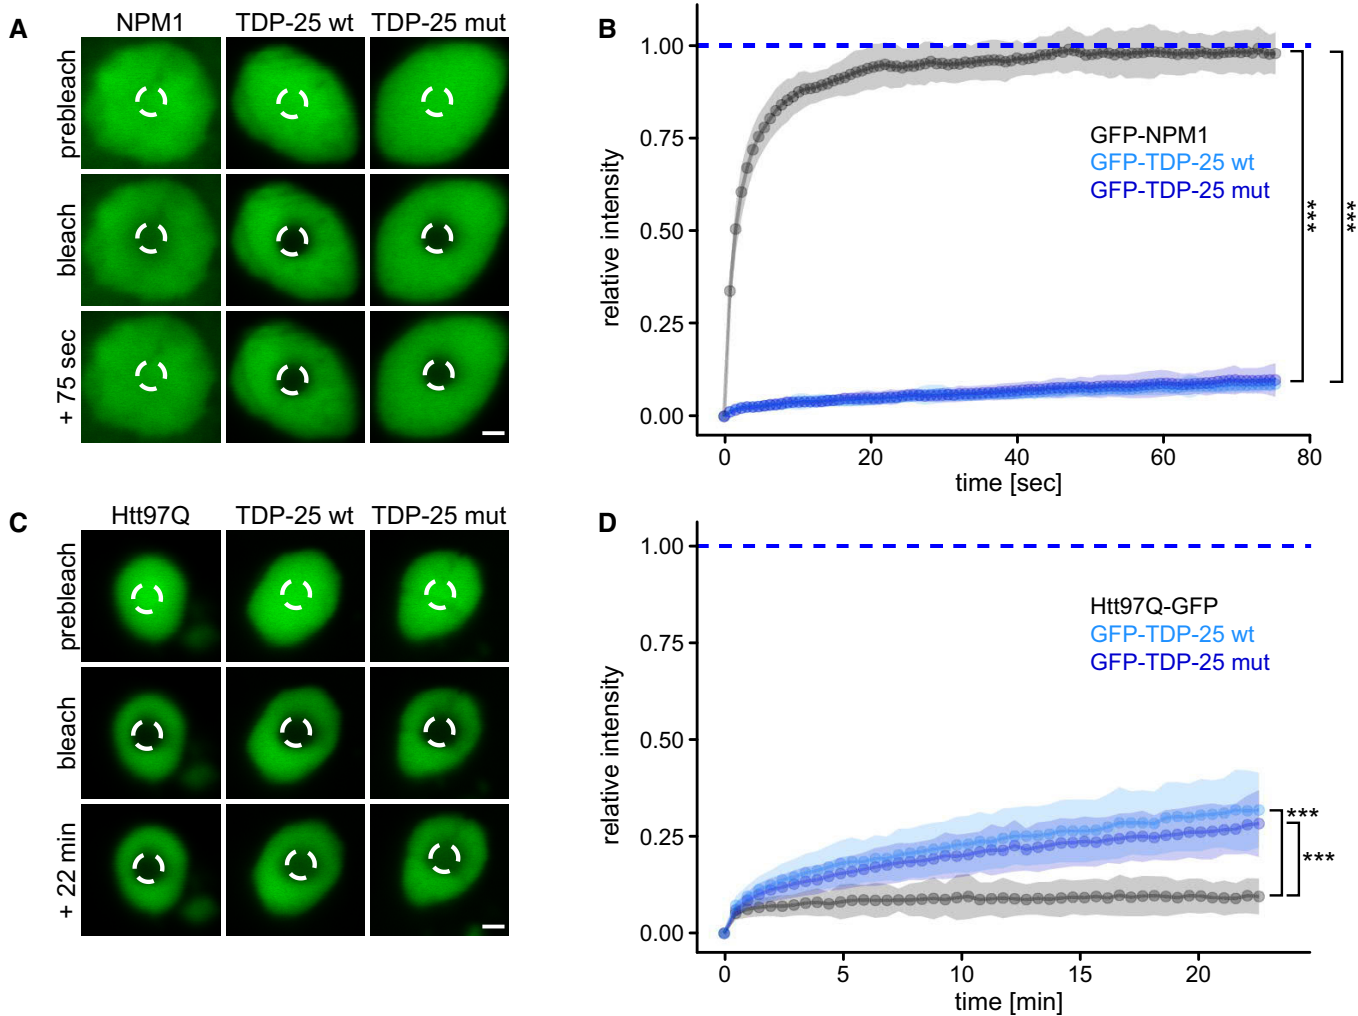 A
NPM1 TDP-25 wt TDP-25 mut
prebleach
bleach
+ 75 sec
B
1.00
0.75
0.50
0.25
0.00
relative intensity
GFP-NPM1
GFP-TDP-25 wt
GFP-TDP-25 mut
*** ***
0 20 40 60 80
time [sec]
C
Htt97Q TDP-25 wt TDP-25 mut
prebleach
bleach
+ 22 min
D
1.00
0.75
0.50
0.25
0.00
relative intensity
Htt97Q-GFP
GFP-TDP-25 wt
GFP-TDP-25 mut
***
***
0 5 10 15 20
time [min]